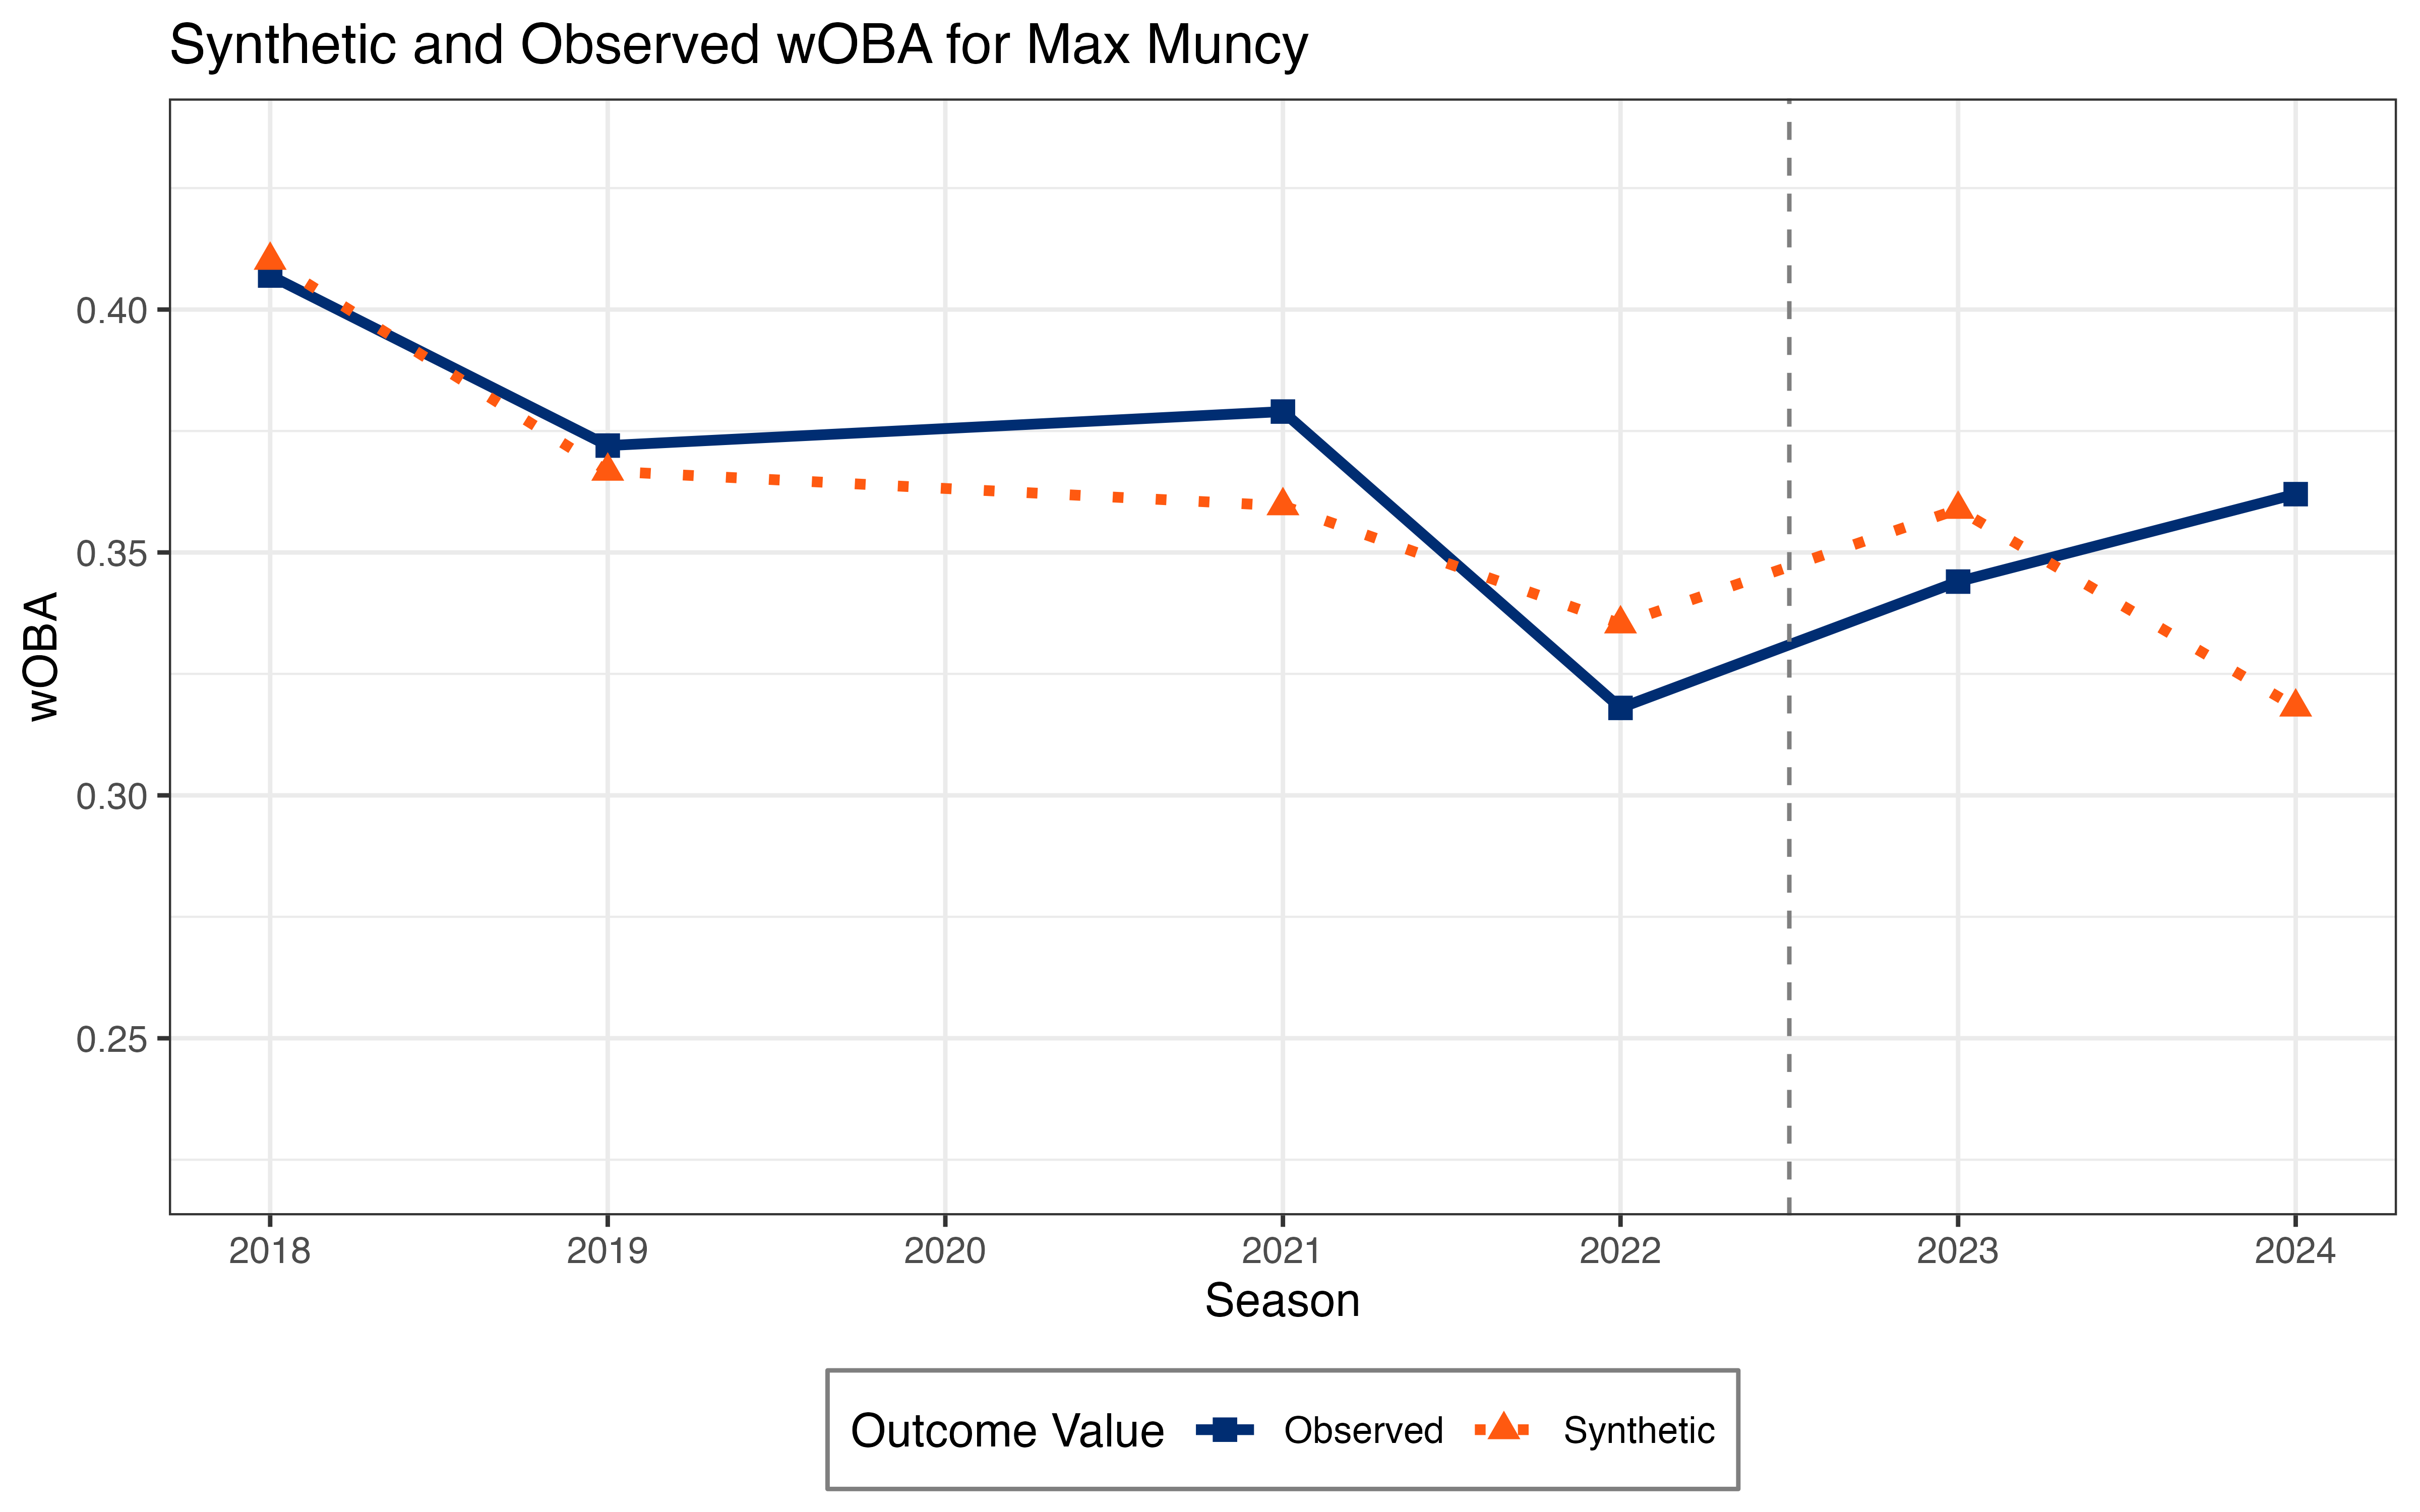 Synthetic and Observed wOBA for Max Muncy
wOBA
0.40
0.35
0.30
0.25
2018 2019 2020 2021 2022 2023 2024
Season
Outcome Value Observed Synthetic